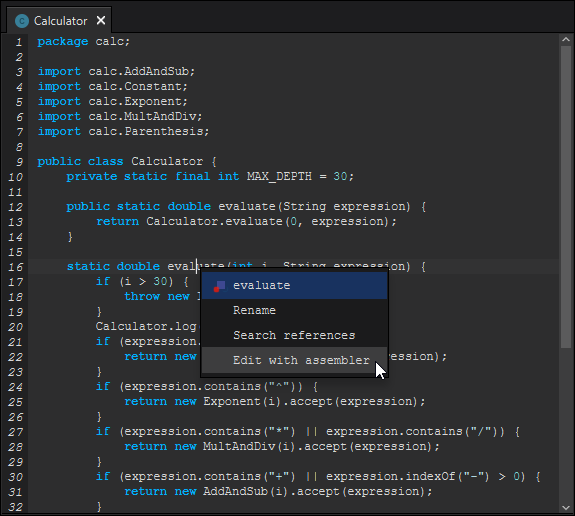 C Calculator ✕
1 package calc;
2
3 import calc.AddAndSub;
4 import calc.Constant;
5 import calc.Exponent;
6 import calc.MultAndDiv;
7 import calc.Parenthesis;
8
9 public class Calculator {
10     private static final int MAX_DEPTH = 30;
11
12     public static double evaluate(String expression) {
13         return Calculator.evaluate(0, expression);
14     }
15
16     static double evaluate(int i, String expression) {
17         if (i > 30) {
18             throw new
19         }
20         Calculator.log
21         if (expression.
22             return new                expression);
23         }
24         if (expression.contains("^")) {
25             return new Exponent(i).accept(expression);
26         }
27         if (expression.contains("*") || expression.contains("/")) {
28             return new MultAndDiv(i).accept(expression);
29         }
30         if (expression.contains("+") || expression.indexOf("-") > 0) {
31             return new AddAndSub(i).accept(expression);
32         }
evaluate
Rename
Search references
Edit with assembler